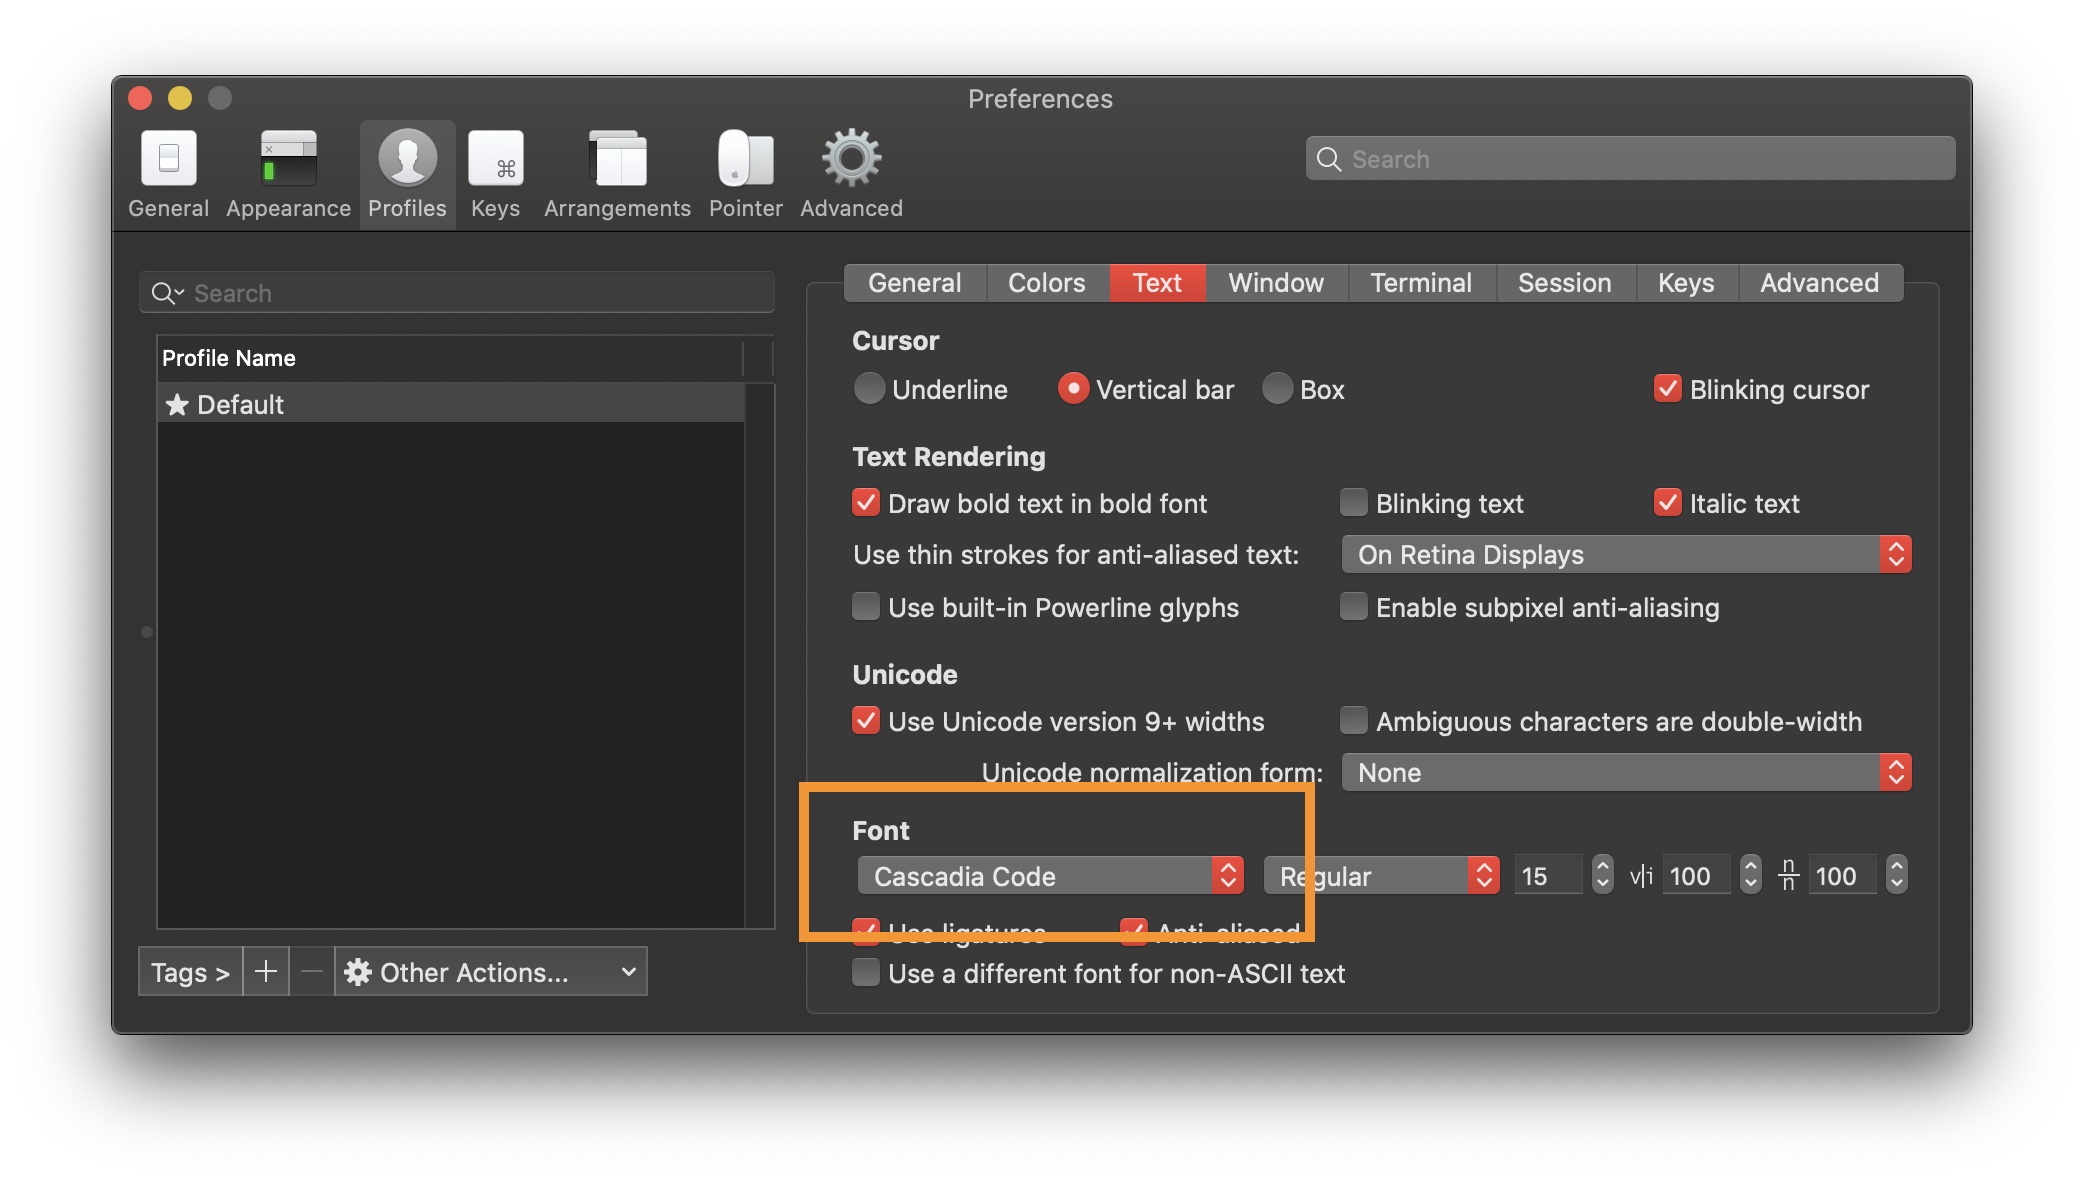 Preferences
General Appearance Profiles Keys Arrangements Pointer Advanced
Search
Search
Profile Name
Default
Tags >
Other Actions...
General Colors Text Window Terminal Session Keys Advanced
Cursor
Underline Vertical bar Box Blinking cursor
Text Rendering
Draw bold text in bold font Blinking text Italic text
Use thin strokes for anti-aliased text: On Retina Displays
Use built-in Powerline glyphs Enable subpixel anti-aliasing
Unicode
Use Unicode version 9+ widths Ambiguous characters are double-width
Unicode normalization form: None
Font
Cascadia Code Regular 15 v|i 100 n/n 100
Use ligatures Anti-aliased
Use a different font for non-ASCII text